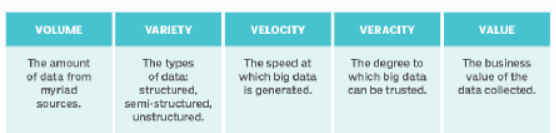 VOLUME
The amount
of data from
myriad
sources.
VARIETY
The types
of data:
structured,
semi-structured,
unstructured.
VELOCITY
The speed at
which big data
is generated.
VERACITY
The degree to
which big data
can be trusted.
VALUE
The business
value of the
data collected.